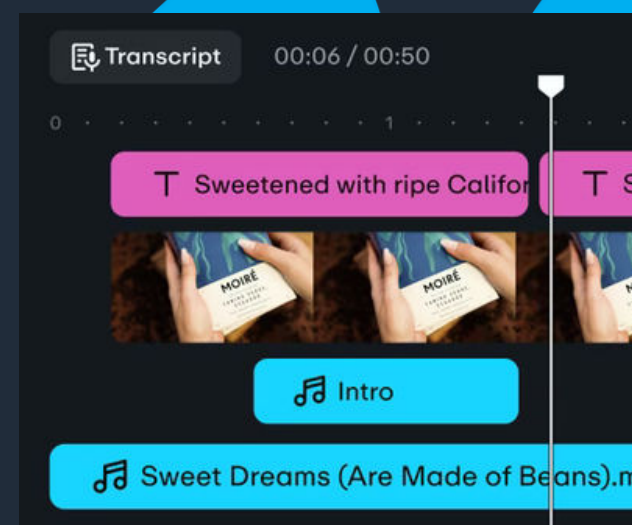 Transcript 00:06 / 00:50
0 1
Sweetened with ripe Califor S
MOIRÉ MOIRÉ
Intro
Sweet Dreams (Are Made of Beans).m